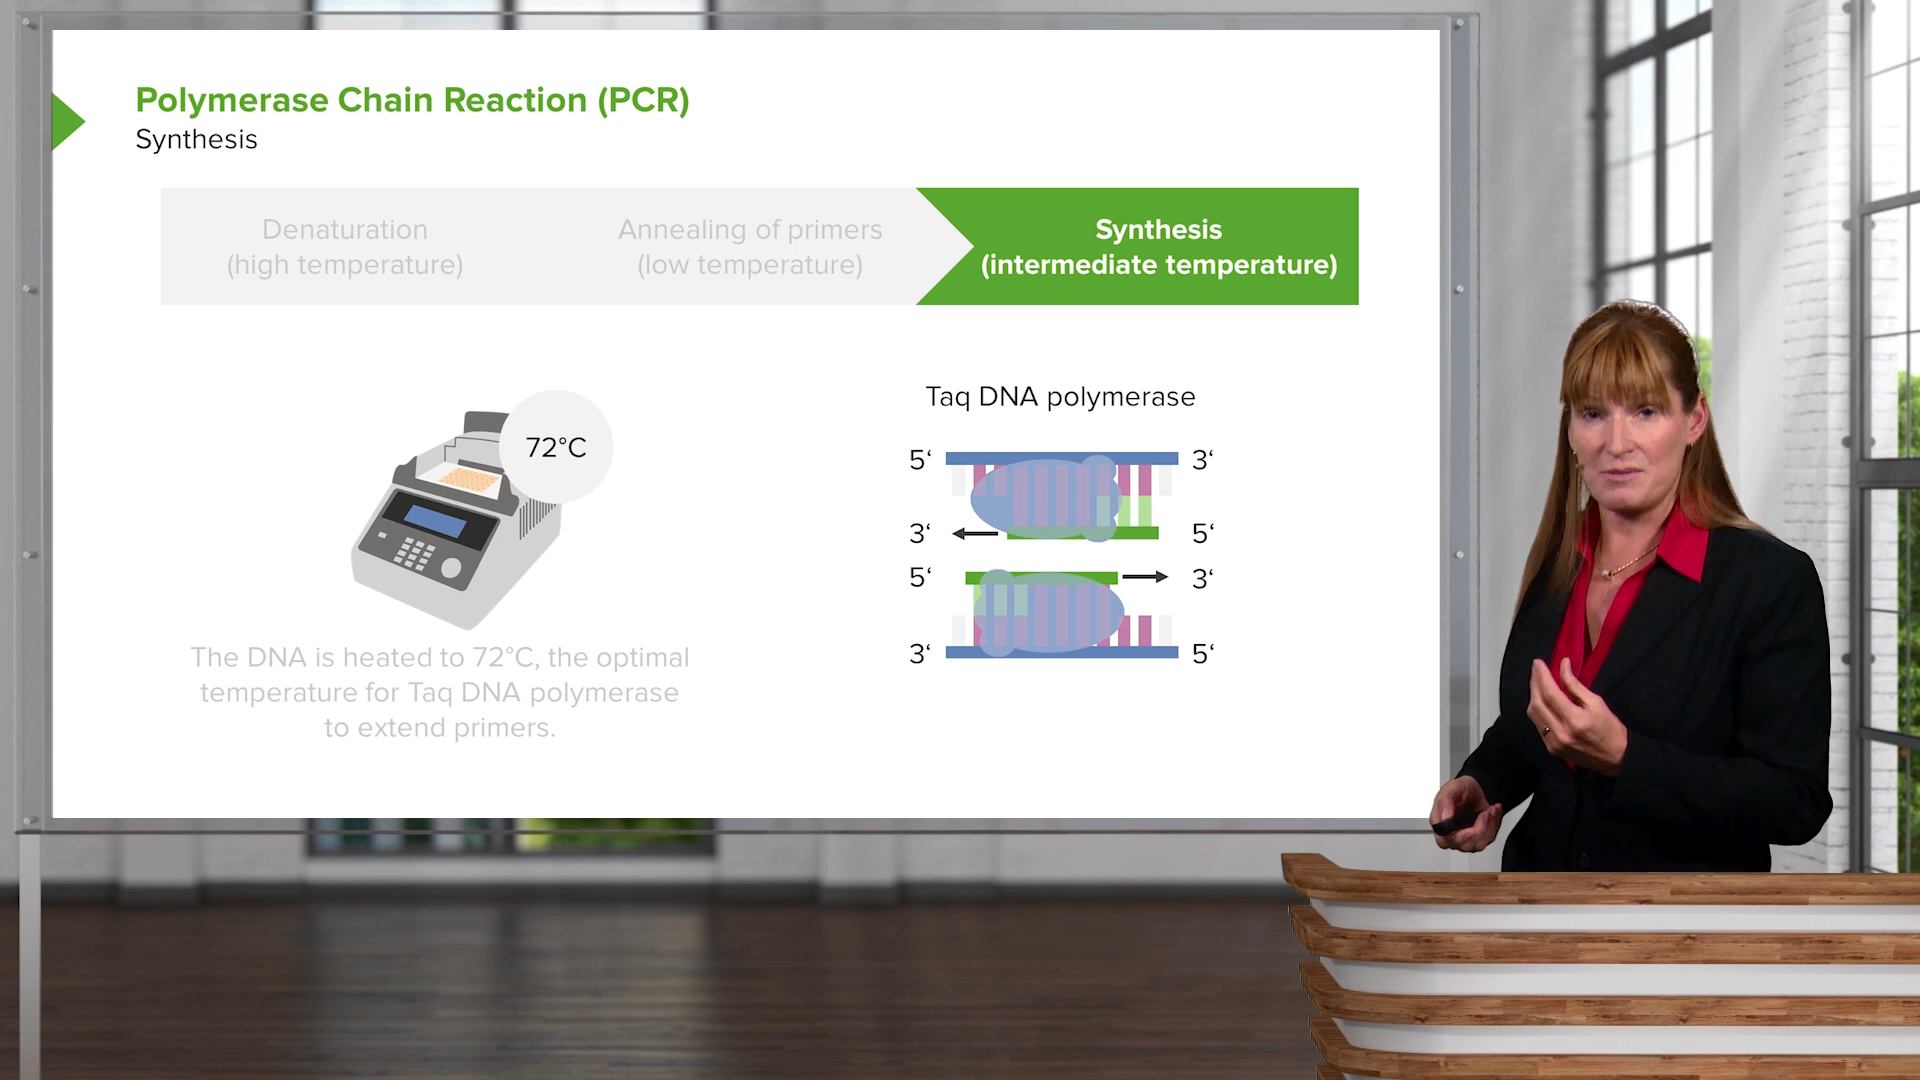 Polymerase Chain Reaction (PCR)
Synthesis
Denaturation
(high temperature)
Annealing of primers
(low temperature)
Synthesis
(intermediate temperature)
72°C
The DNA is heated to 72°C, the optimal
temperature for Taq DNA polymerase
to extend primers.
Taq DNA polymerase
5‘ 3‘
3‘ 5‘
5‘ 3‘
3‘ 5‘